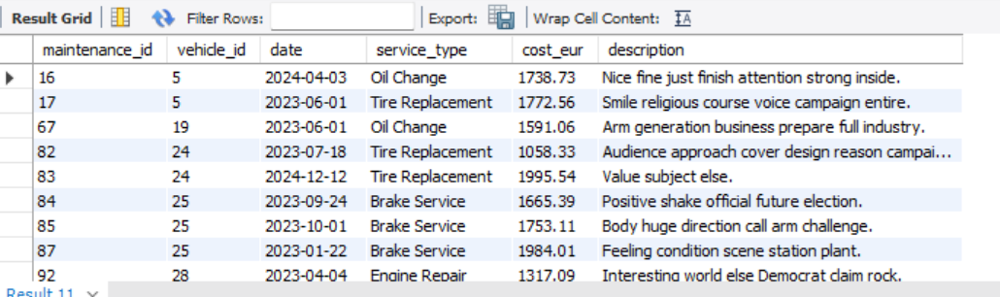 Result Grid Filter Rows: Export: Wrap Cell Content:
maintenance_id vehicle_id date service_type cost_eur description
16 5 2024-04-03 Oil Change 1738.73 Nice fine just finish attention strong inside.
17 5 2023-06-01 Tire Replacement 1772.56 Smile religious course voice campaign entire.
67 19 2023-06-01 Oil Change 1591.06 Arm generation business prepare full industry.
82 24 2023-07-18 Tire Replacement 1058.33 Audience approach cover design reason campai...
83 24 2024-12-12 Tire Replacement 1995.54 Value subject else.
84 25 2023-09-24 Brake Service 1665.39 Positive shake official future election.
85 25 2023-10-01 Brake Service 1753.11 Body huge direction call arm challenge.
87 25 2023-01-22 Brake Service 1984.01 Feeling condition scene station plant.
92 28 2023-04-04 Engine Repair 1317.09 Interesting world else Democrat claim rock.
Result 11